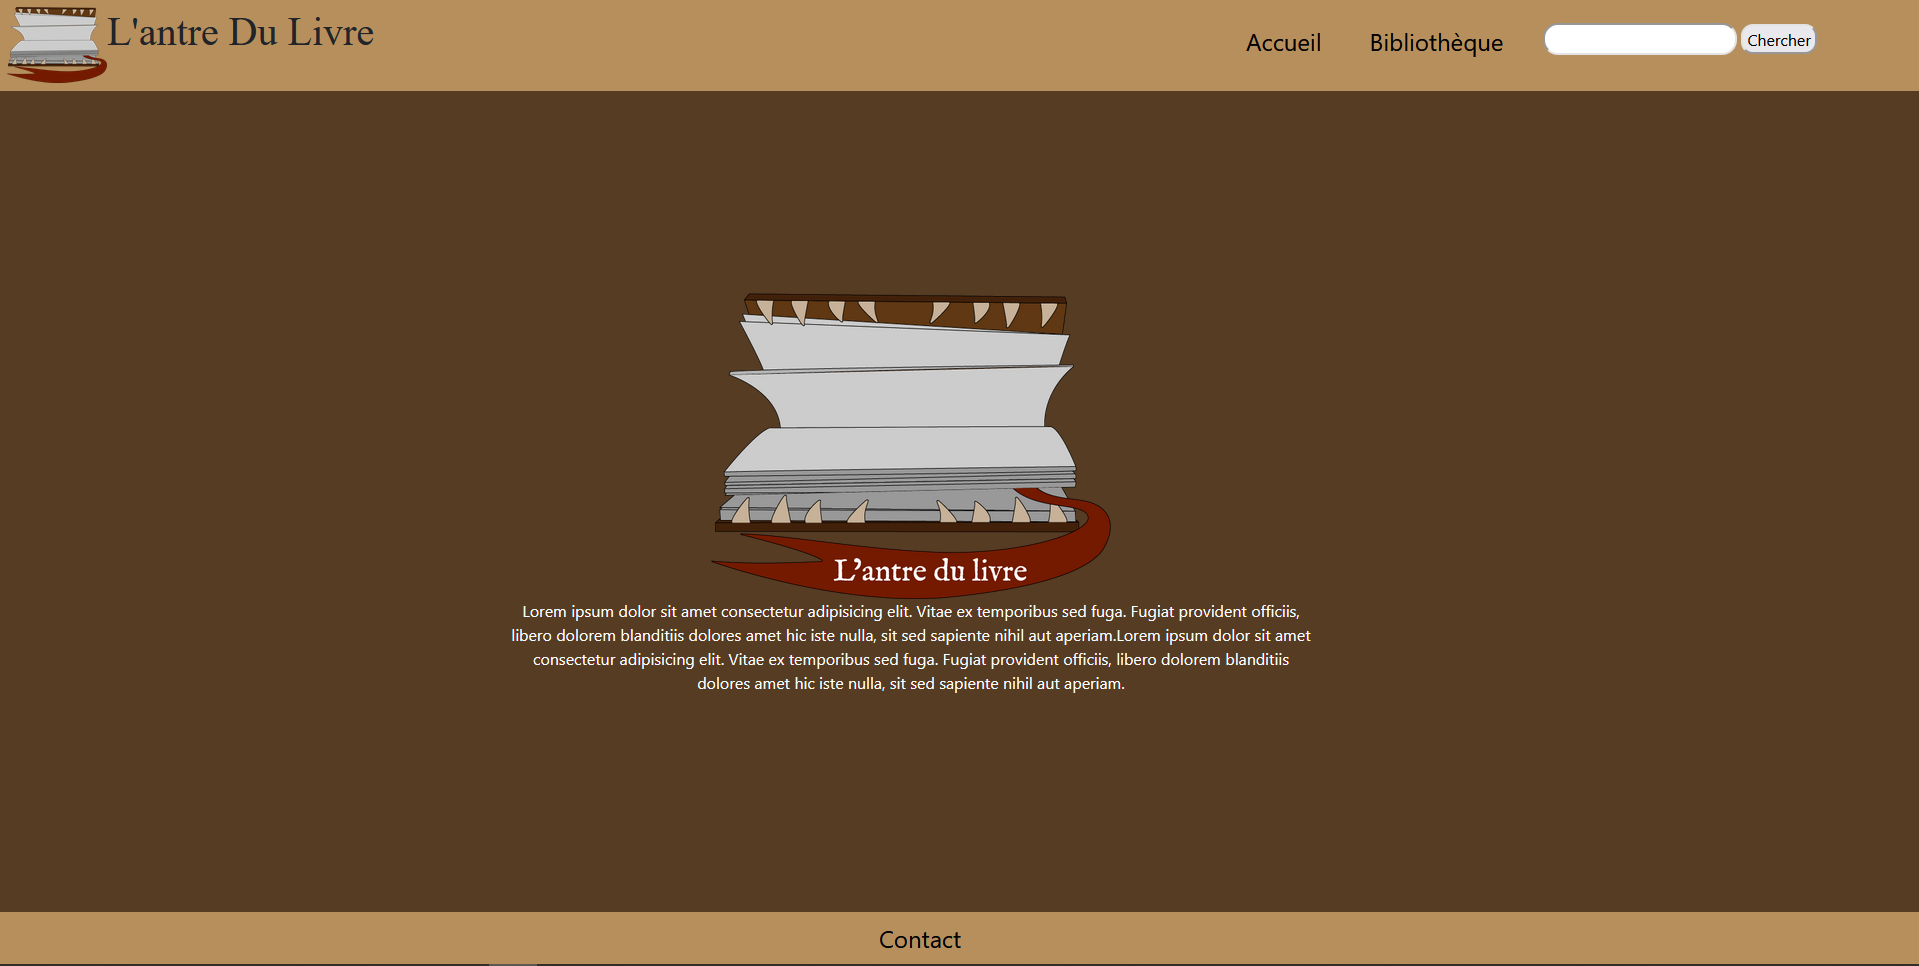 L'antre Du Livre
Accueil
Bibliothèque
Chercher
L'antre du livre
Lorem ipsum dolor sit amet consectetur adipisicing elit. Vitae ex temporibus sed fuga. Fugiat provident officiis,
libero dolorem blanditiis dolores amet hic iste nulla, sit sed sapiente nihil aut aperiam.Lorem ipsum dolor sit amet
consectetur adipisicing elit. Vitae ex temporibus sed fuga. Fugiat provident officiis, libero dolorem blanditiis
dolores amet hic iste nulla, sit sed sapiente nihil aut aperiam.
Contact